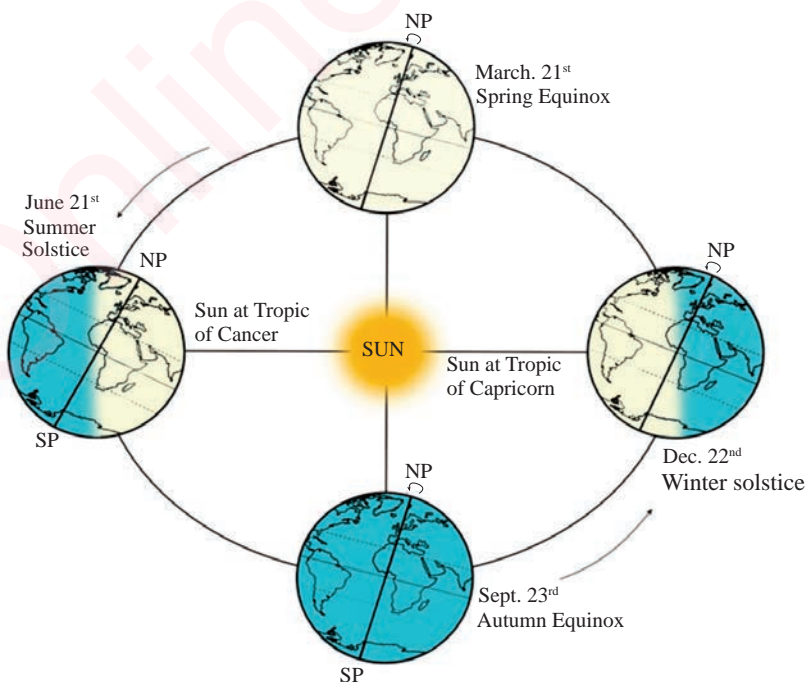 NP
March. 21st
Spring Equinox
June 21st
Summer
Solstice
NP
NP
Sun at Tropic
of Cancer
SUN
Sun at Tropic
of Capricorn
SP
Dec. 22nd
Winter solstice
NP
Sept. 23rd
Autumn Equinox
SP